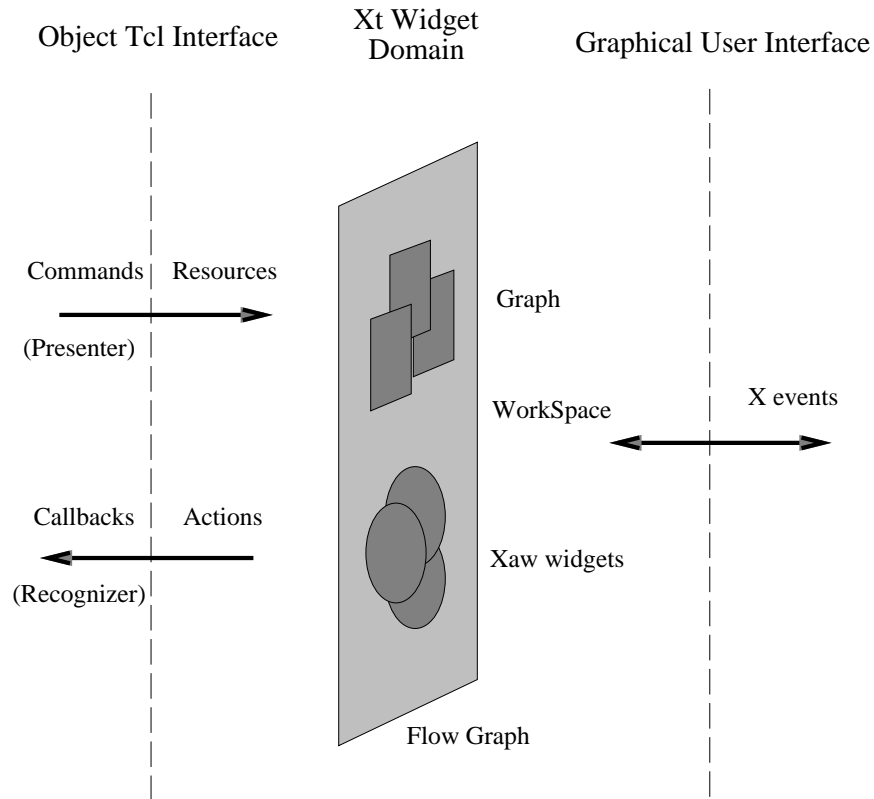 Object Tcl Interface
Xt Widget
Domain
Graphical User Interface
Commands
Resources
(Presenter)
Graph
WorkSpace
X events
Callbacks
Actions
(Recognizer)
Xaw widgets
Flow Graph